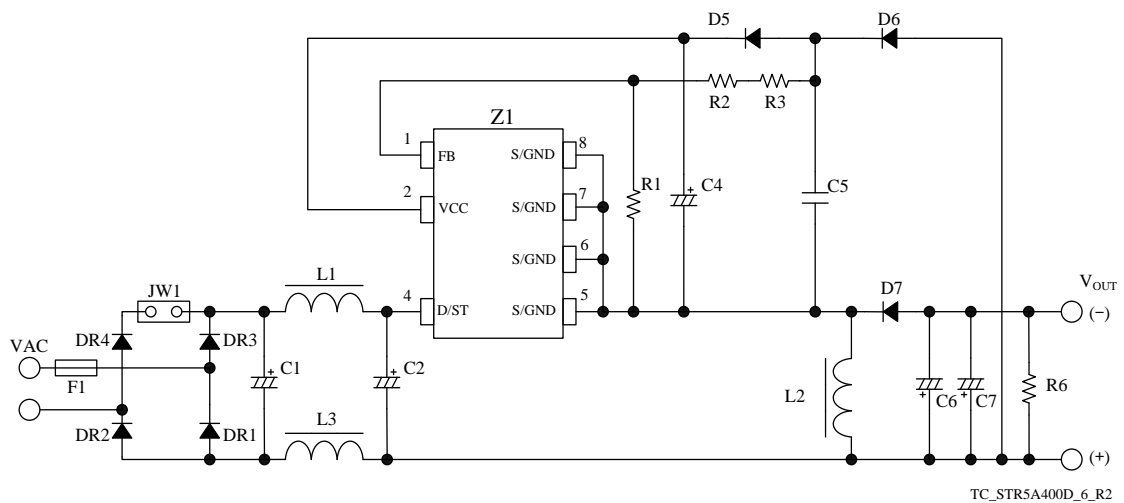 D5
D6
R2
R3
Z1
1
FB
S/GND
8
2
VCC
S/GND
7
R1
C4
C5
S/GND
6
L1
4
D/ST
S/GND
5
D7
VOUT
(−)
JW1
DR4
DR3
VAC
F1
C1
C2
L2
C6
C7
R6
DR2
DR1
L3
(+)
TC_STR5A400D_6_R2